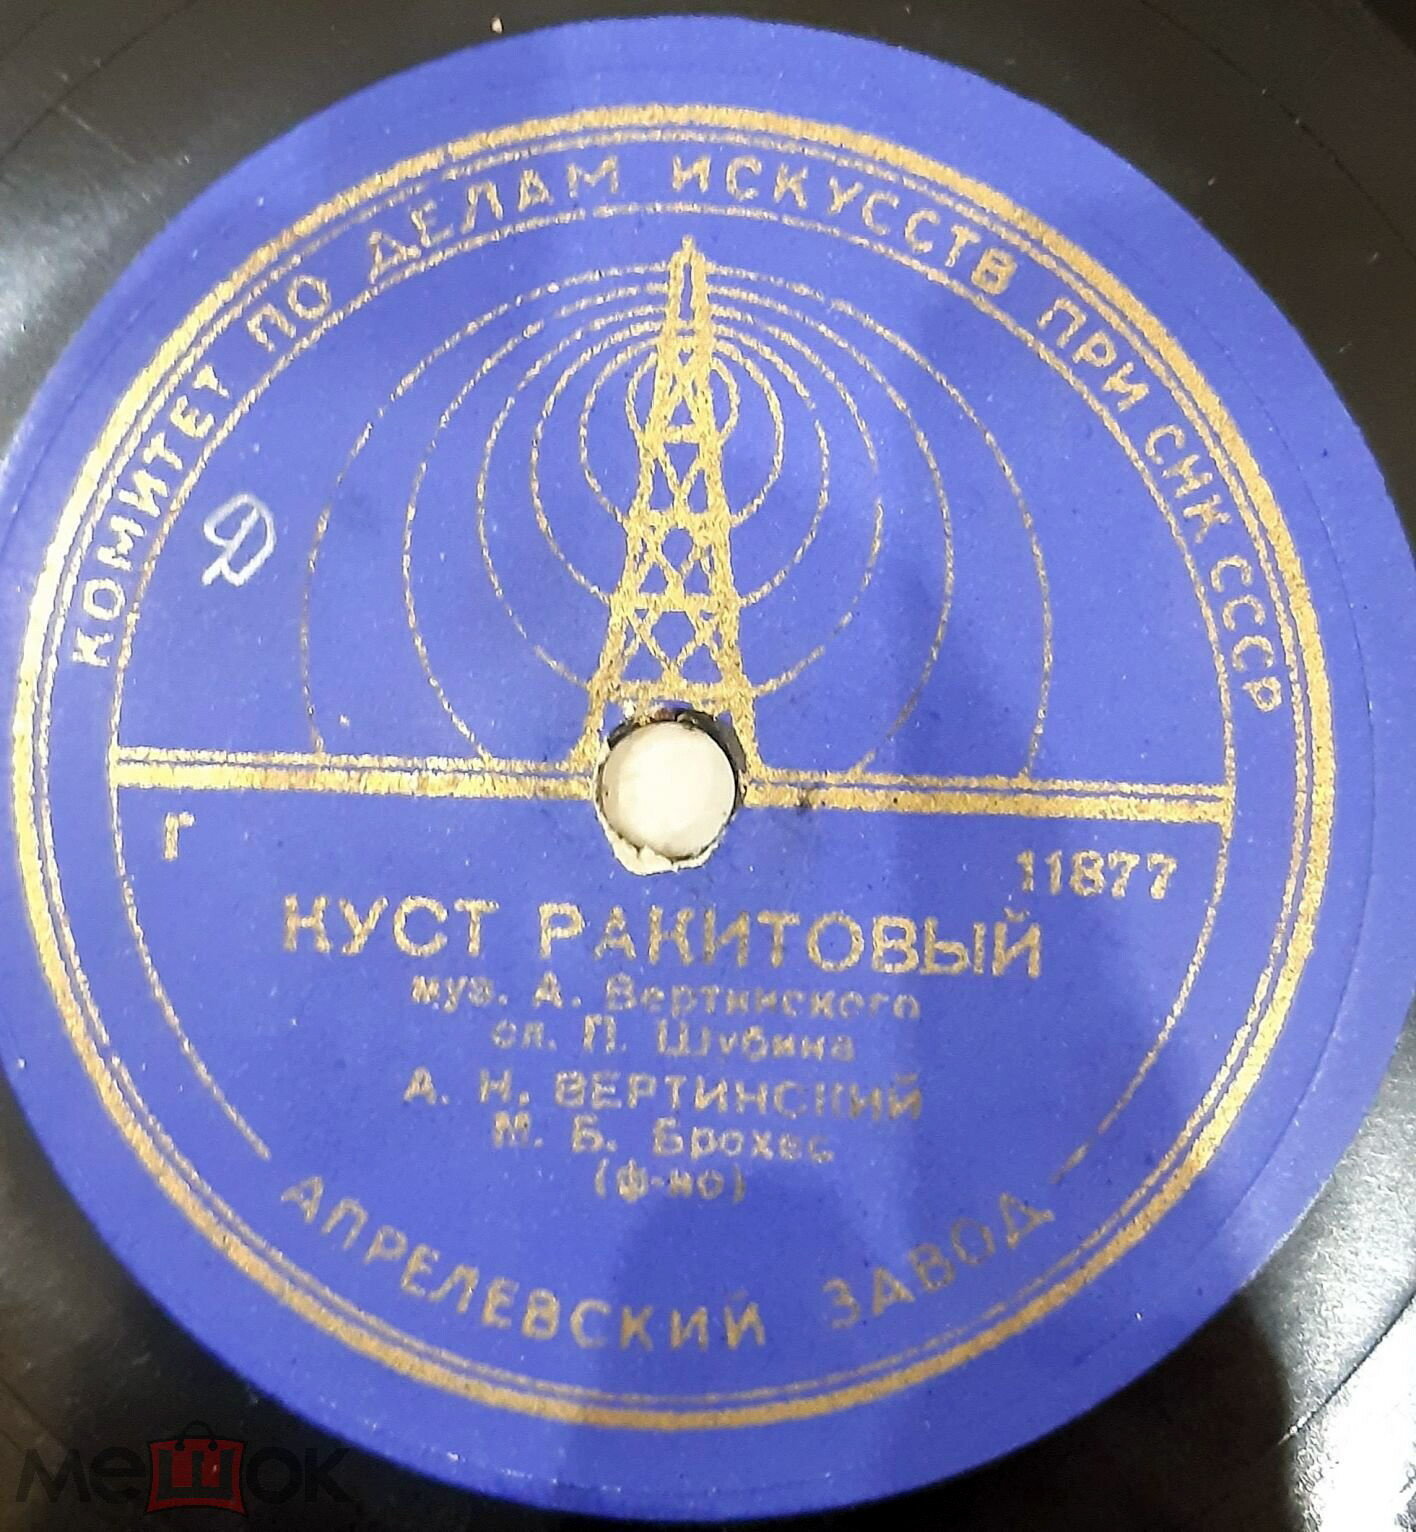 КОМИТЕТ ПО ДЕЛАМ ИСКУССТВ ПРИ СНК СССР
Д
Г
11877
КУСТ РАКИТОВЫЙ
муз. А. Вертинского
сл. П. Шубина
А. Н. ВЕРТИНСКИЙ
М. Б. Брохес
(ф-но)
АПРЕЛЕВСКИЙ ЗАВОД
мешок